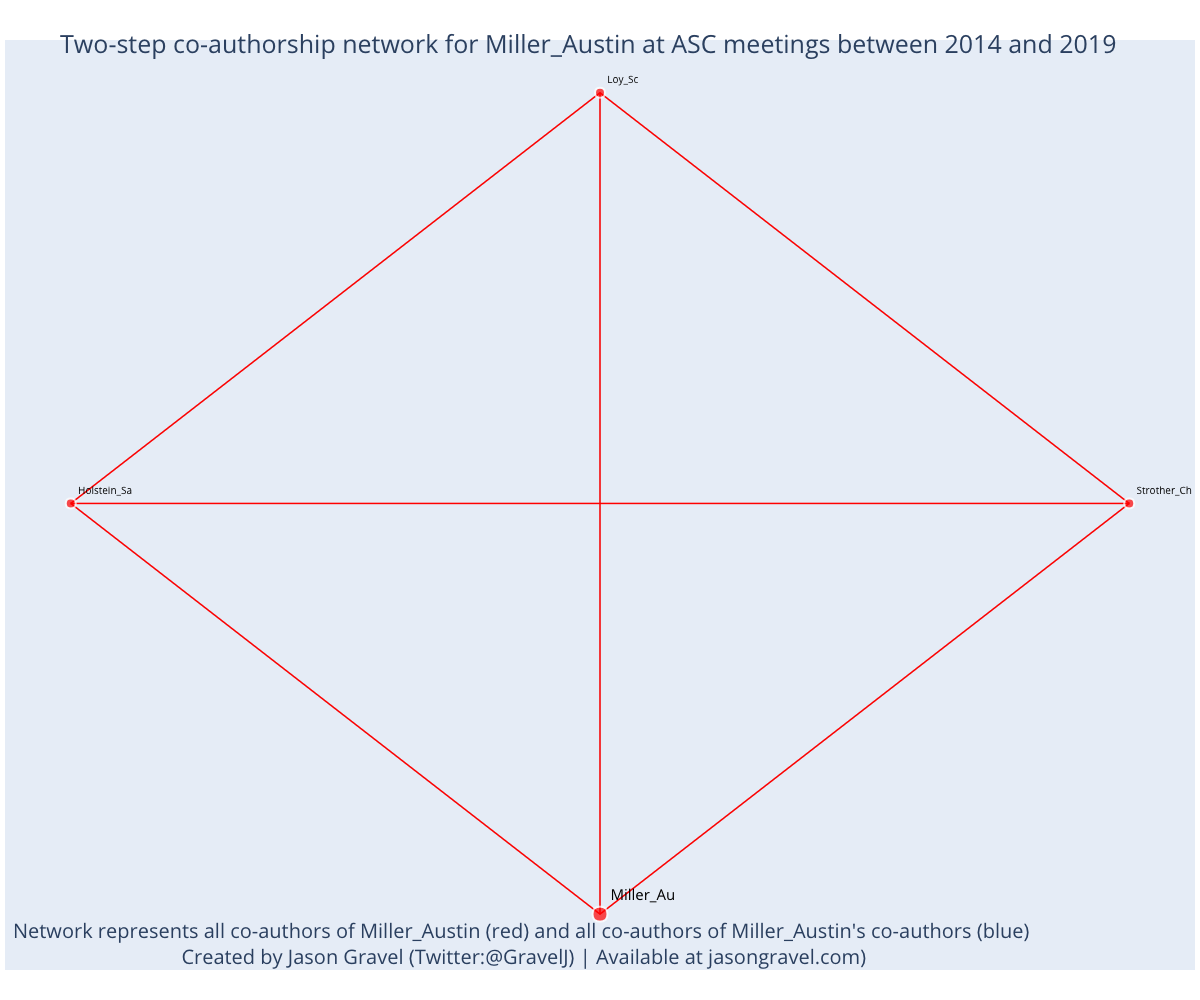 Two-step co-authorship network for Miller_Austin at ASC meetings between 2014 and 2019
Loy_Sc
Holstein_Sa
Strother_Ch
Miller_Au
Network represents all co-authors of Miller_Austin (red) and all co-authors of Miller_Austin's co-authors (blue)
Created by Jason Gravel (Twitter:@GravelJ) | Available at jasongravel.com)